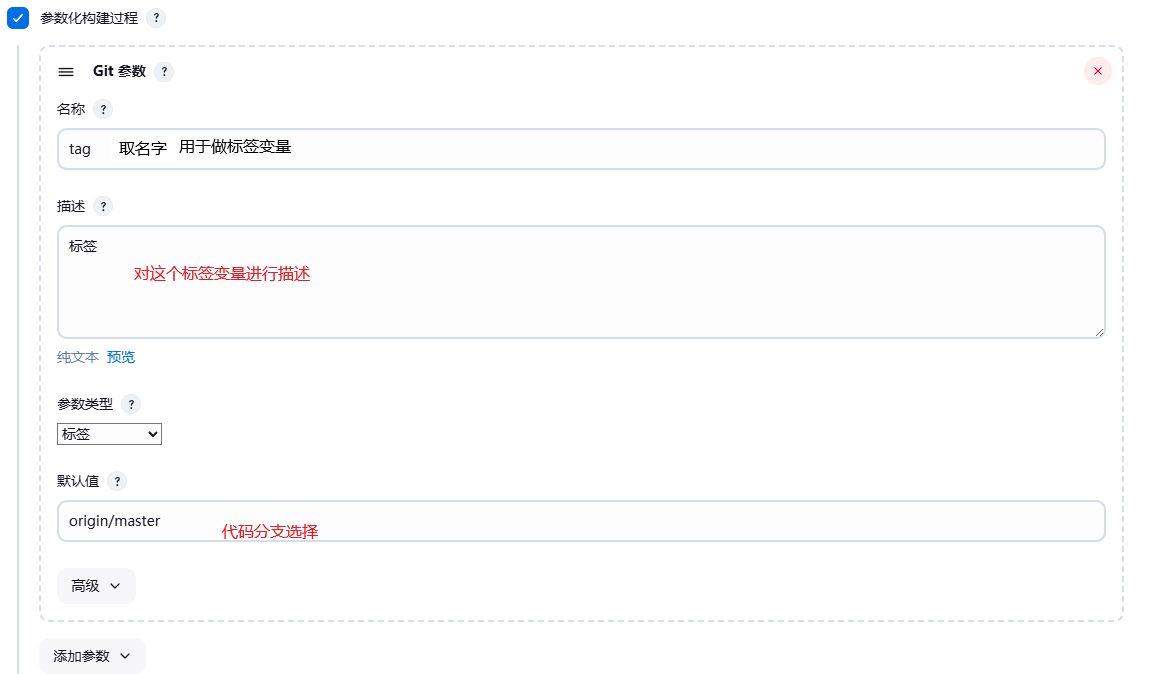 参数化构建过程 ?
Git 参数 ?
名称 ?
tag 取名字 用于做标签变量
描述 ?
标签
对这个标签变量进行描述
纯文本 预览
参数类型 ?
标签
默认值 ?
origin/master
代码分支选择
高级
添加参数